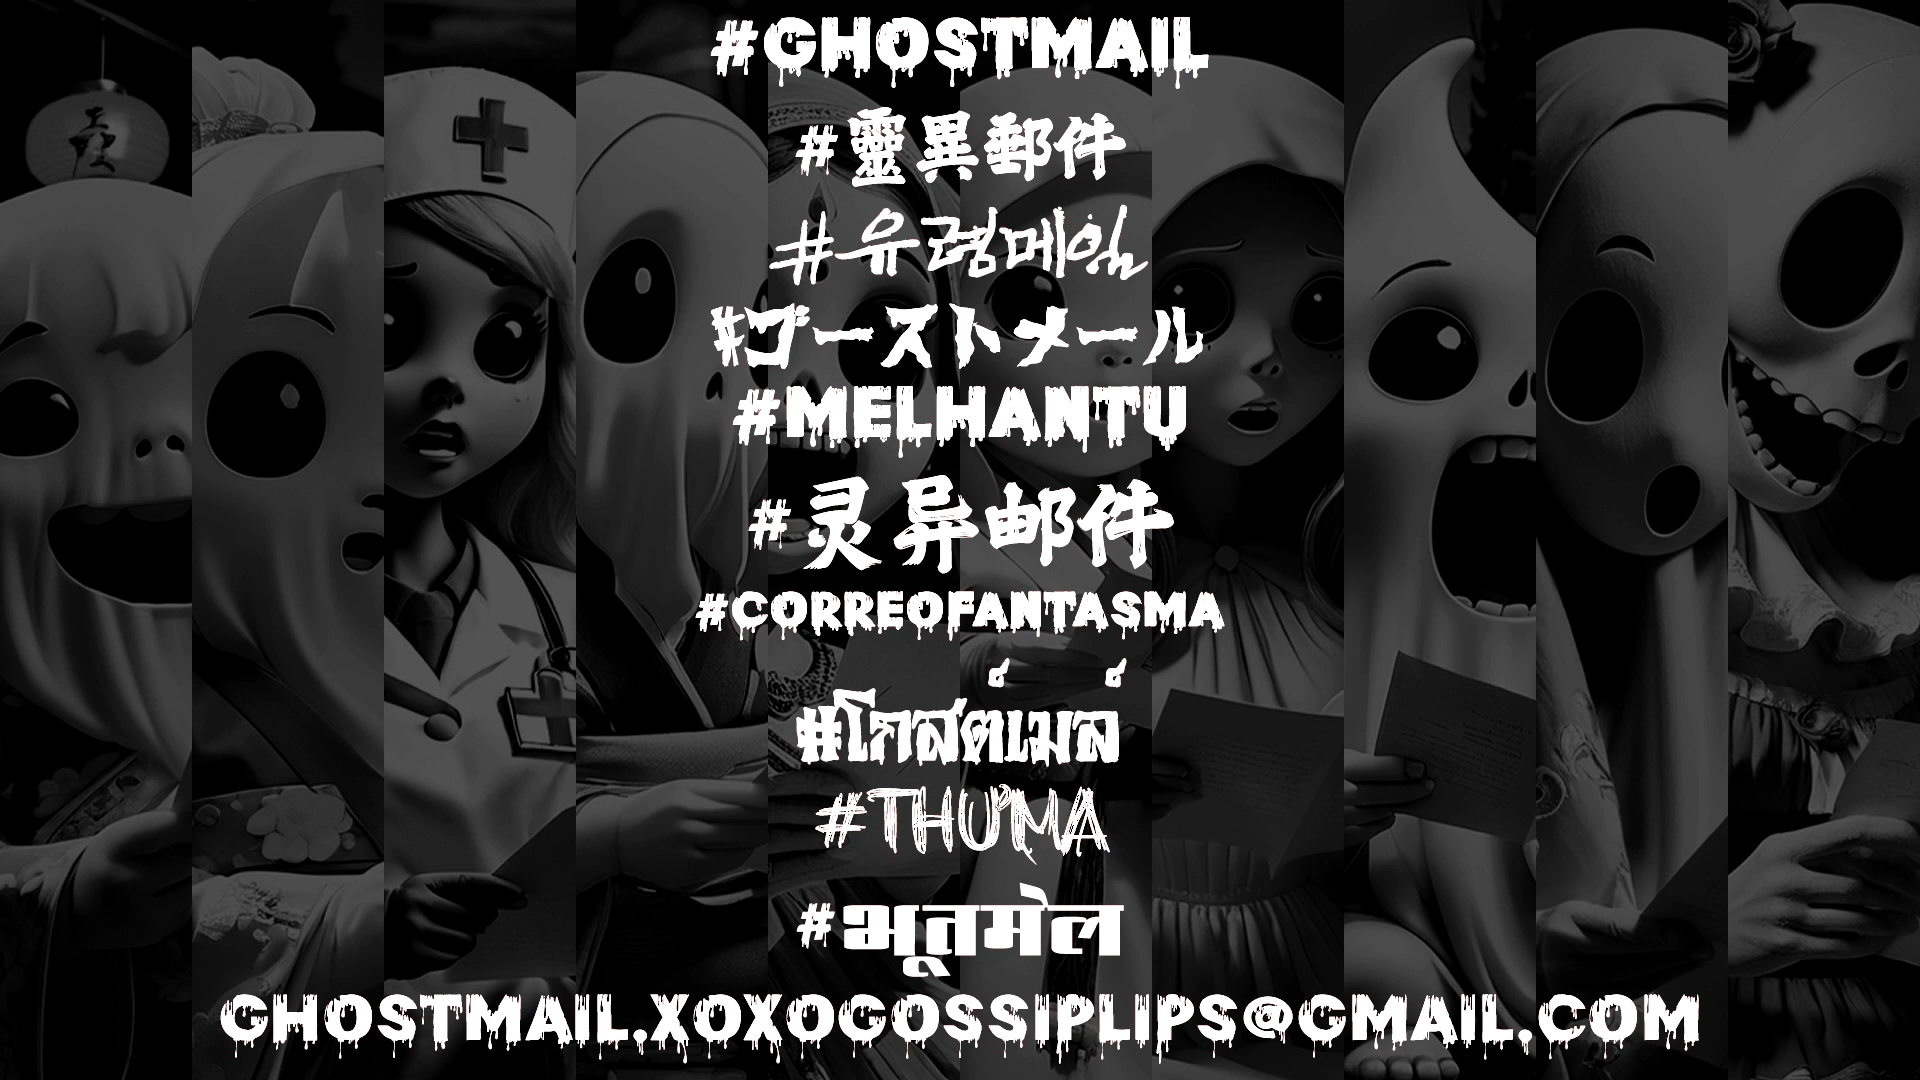 #GHOSTMAIL
#靈異郵件
#유령메일
#ゴーストメール
#MELHANTU
#灵异邮件
#CORREOFANTASMA
#โกสต์เมล์
#THƯMA
#भूतमेल
GHOSTMAIL.XOXOGOSSIPLIPS@GMAIL.COM